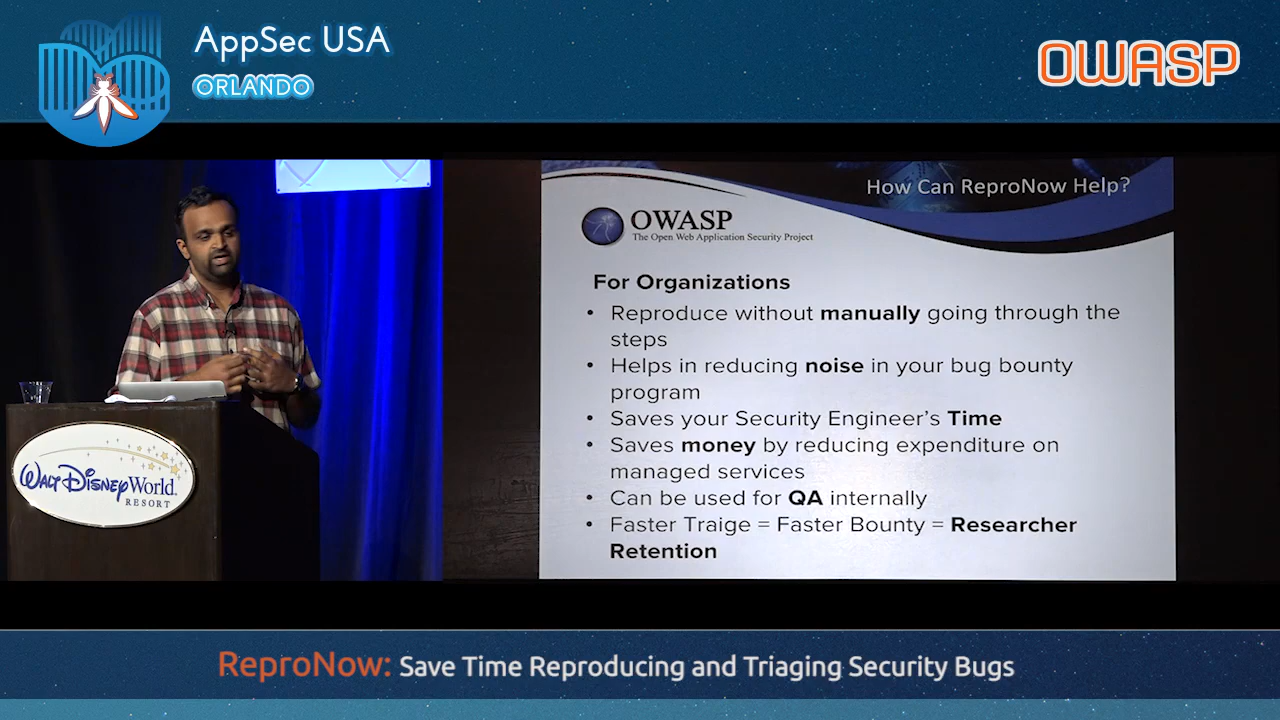 AppSec USA
ORLANDO
OWASP
How Can ReproNow Help?
OWASP
The Open Web Application Security Project
For Organizations
• Reproduce without manually going through the
steps
• Helps in reducing noise in your bug bounty
program
• Saves your Security Engineer's Time
• Saves money by reducing expenditure on
managed services
• Can be used for QA internally
• Faster Traige = Faster Bounty = Researcher
Retention
Walt Disney World
RESORT
ReproNow: Save Time Reproducing and Triaging Security Bugs